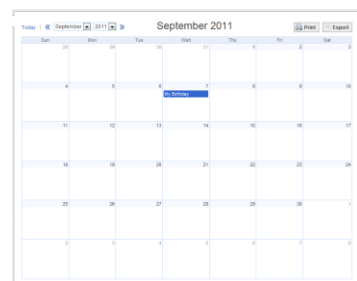 Today | « September 2011 » September 2011 Print Export
Sun Mon Tue Wed Thu Fri Sat
28 29 30 31 1 2 3
4 5 6 7 8 9 10
My Birthday
11 12 13 14 15 16 17
18 19 20 21 22 23 24
25 26 27 28 29 30 1
2 3 4 5 6 7 8